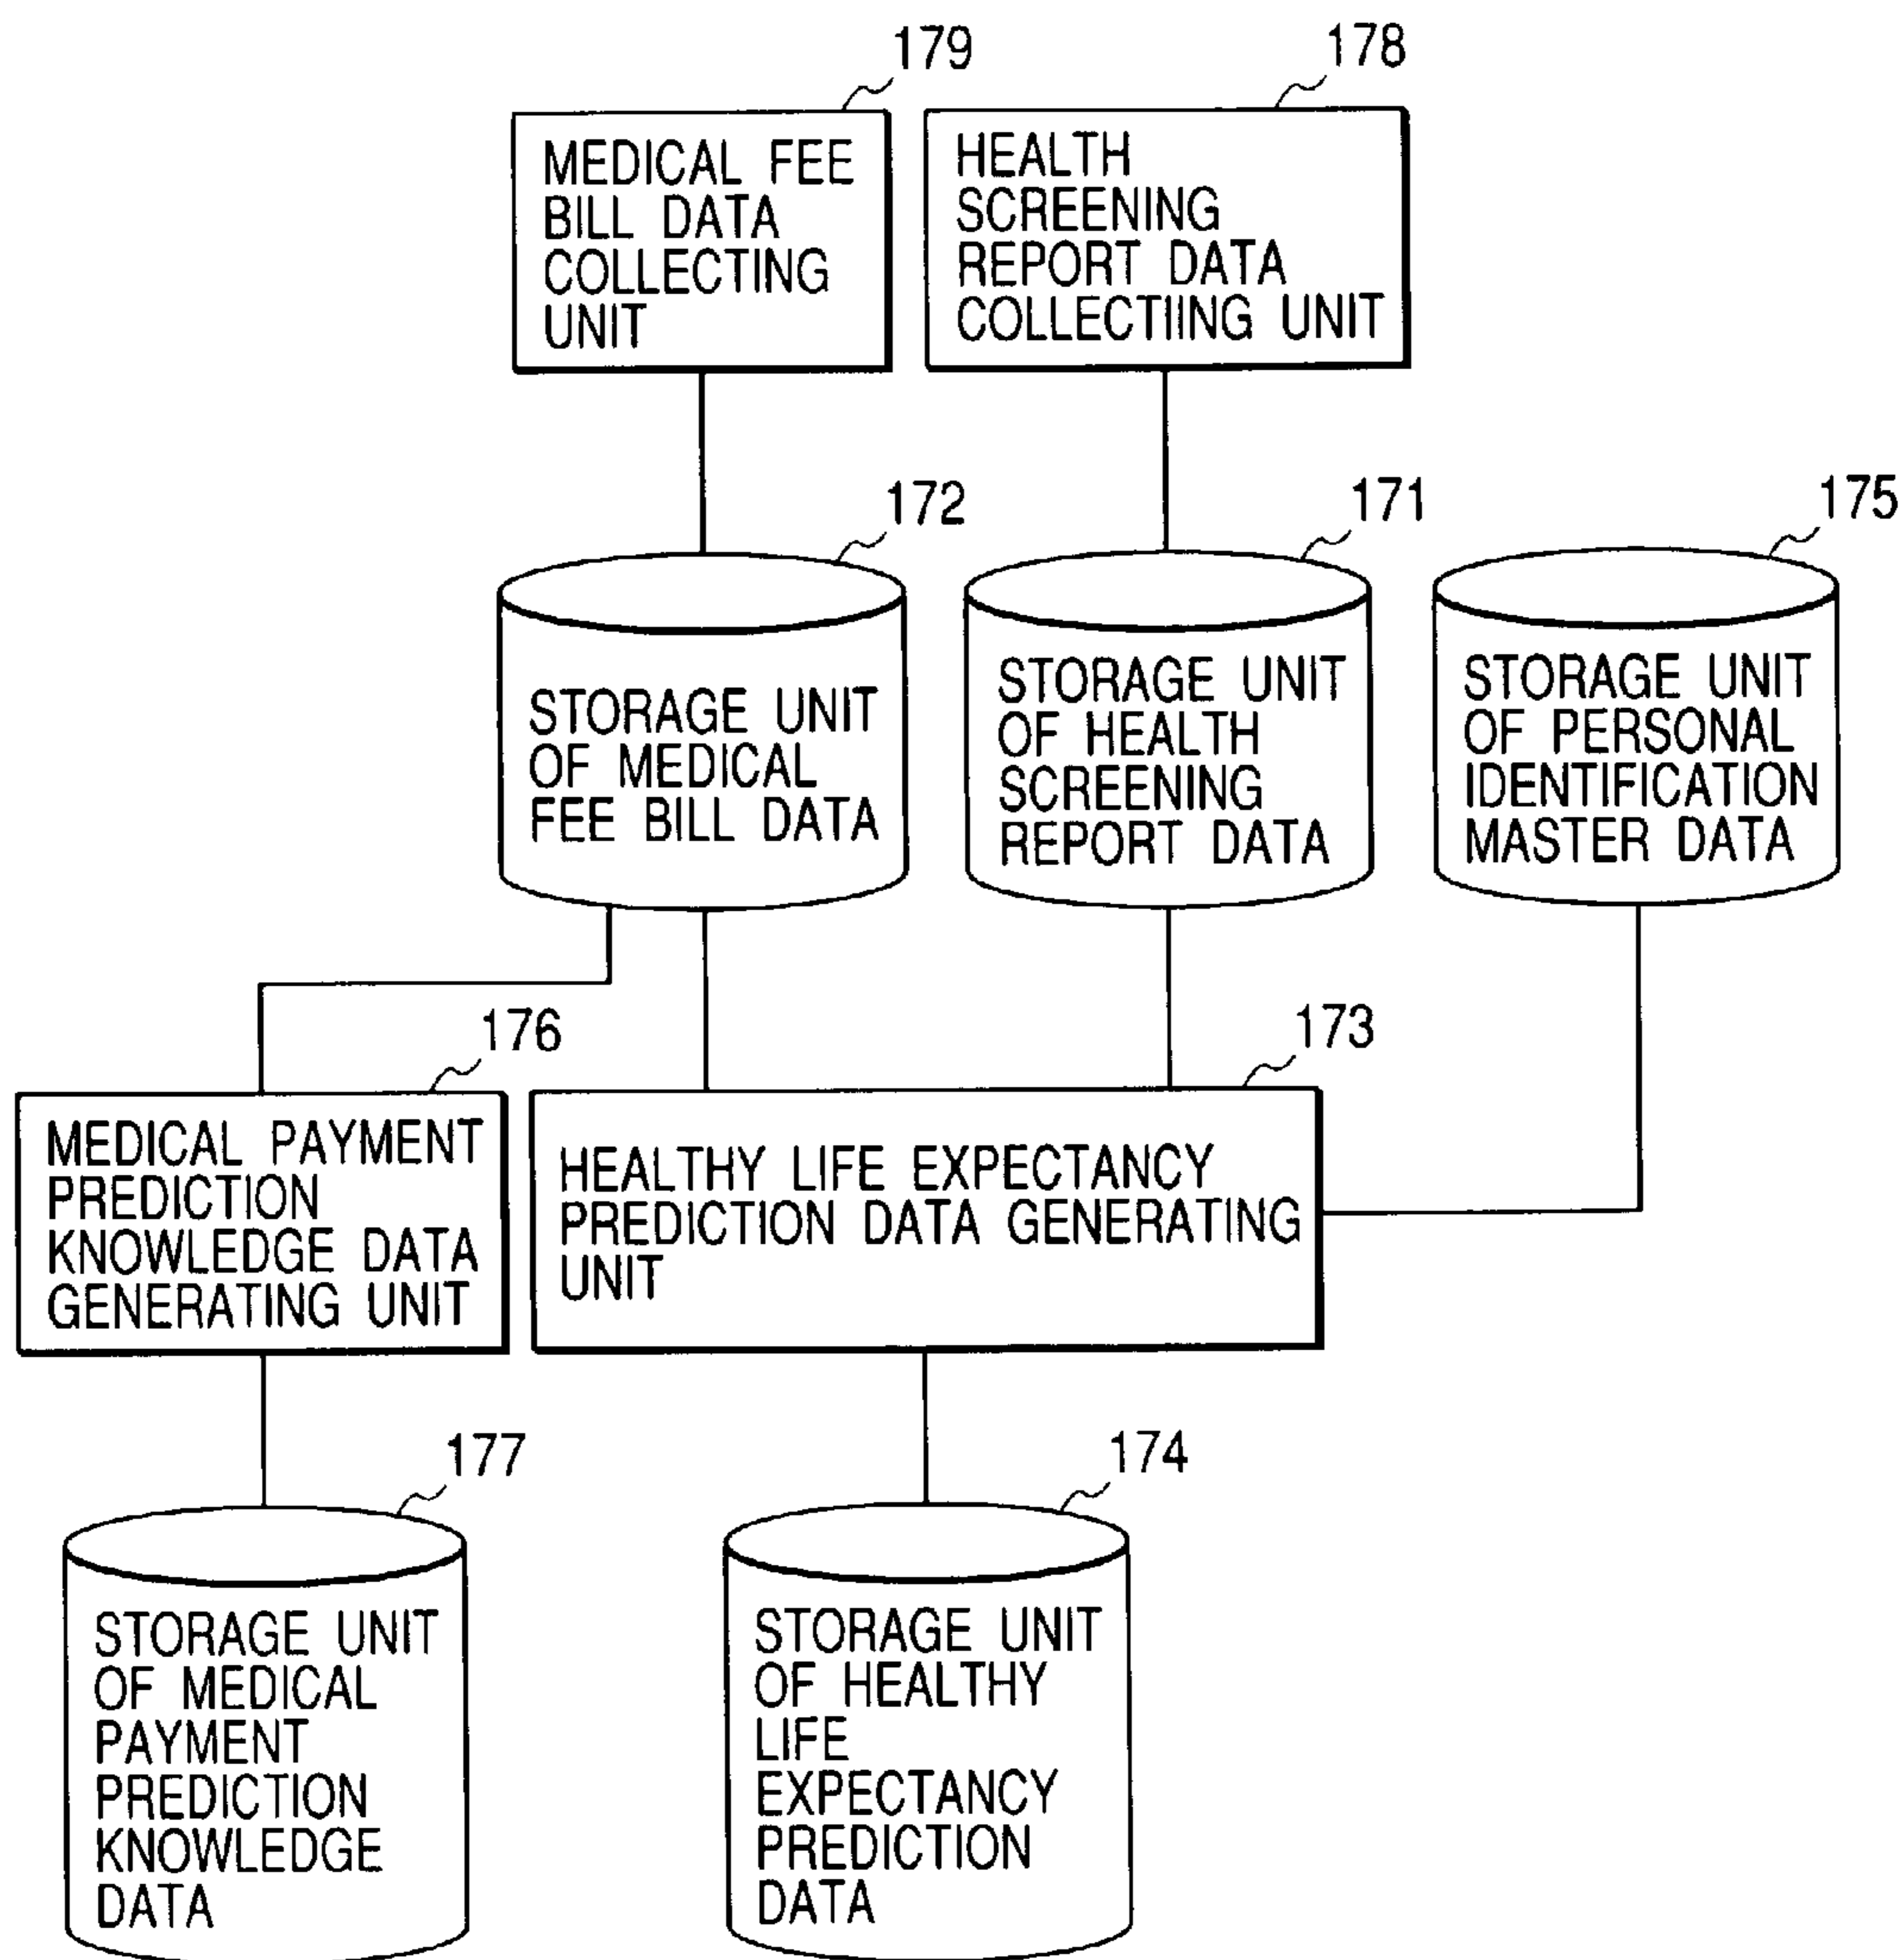 179
MEDICAL FEE
BILL DATA
COLLECTING
UNIT
178
HEALTH
SCREENING
REPORT DATA
COLLECTIING UNIT
172
STORAGE UNIT
OF MEDICAL
FEE BILL DATA
171
STORAGE UNIT
OF HEALTH
SCREENING
REPORT DATA
175
STORAGE UNIT
OF PERSONAL
IDENTIFICATION
MASTER DATA
176
MEDICAL PAYMENT
PREDICTION
KNOWLEDGE DATA
GENERATING UNIT
173
HEALTHY LIFE EXPECTANCY
PREDICTION DATA GENERATING
UNIT
177
STORAGE UNIT
OF MEDICAL
PAYMENT
PREDICTION
KNOWLEDGE
DATA
174
STORAGE UNIT
OF HEALTHY
LIFE
EXPECTANCY
PREDICTION
DATA